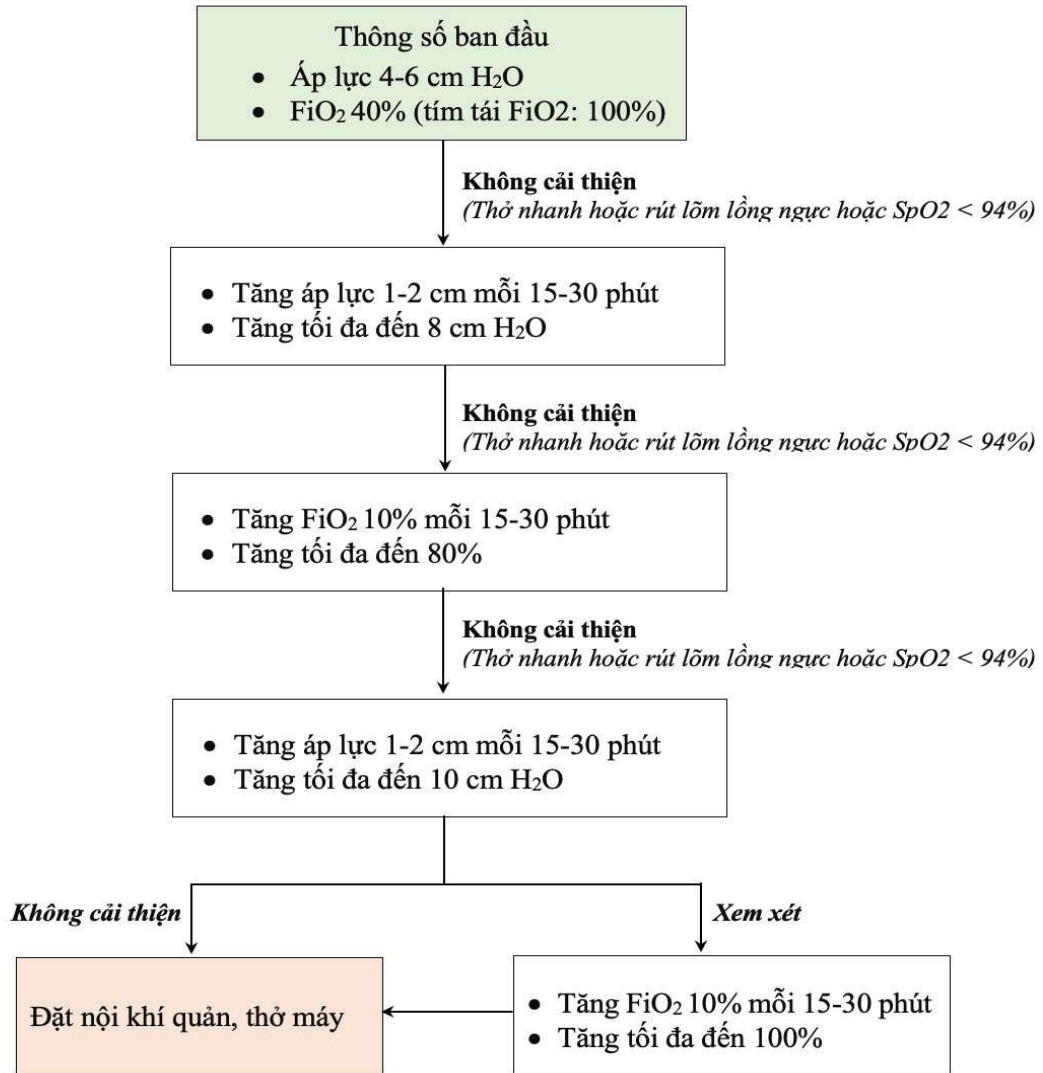 Thông số ban đầu
• Áp lực 4-6 cm H₂O
• FiO₂ 40% (tím tái FiO2: 100%)
Không cải thiện
(Thở nhanh hoặc rút lõm lồng ngực hoặc SpO2 < 94%)
• Tăng áp lực 1-2 cm mỗi 15-30 phút
• Tăng tối đa đến 8 cm H₂O
Không cải thiện
(Thở nhanh hoặc rút lõm lồng ngực hoặc SpO2 < 94%)
• Tăng FiO₂ 10% mỗi 15-30 phút
• Tăng tối đa đến 80%
Không cải thiện
(Thở nhanh hoặc rút lõm lồng ngực hoặc SpO2 < 94%)
• Tăng áp lực 1-2 cm mỗi 15-30 phút
• Tăng tối đa đến 10 cm H₂O
Không cải thiện
Xem xét
Đặt nội khí quản, thở máy
• Tăng FiO₂ 10% mỗi 15-30 phút
• Tăng tối đa đến 100%